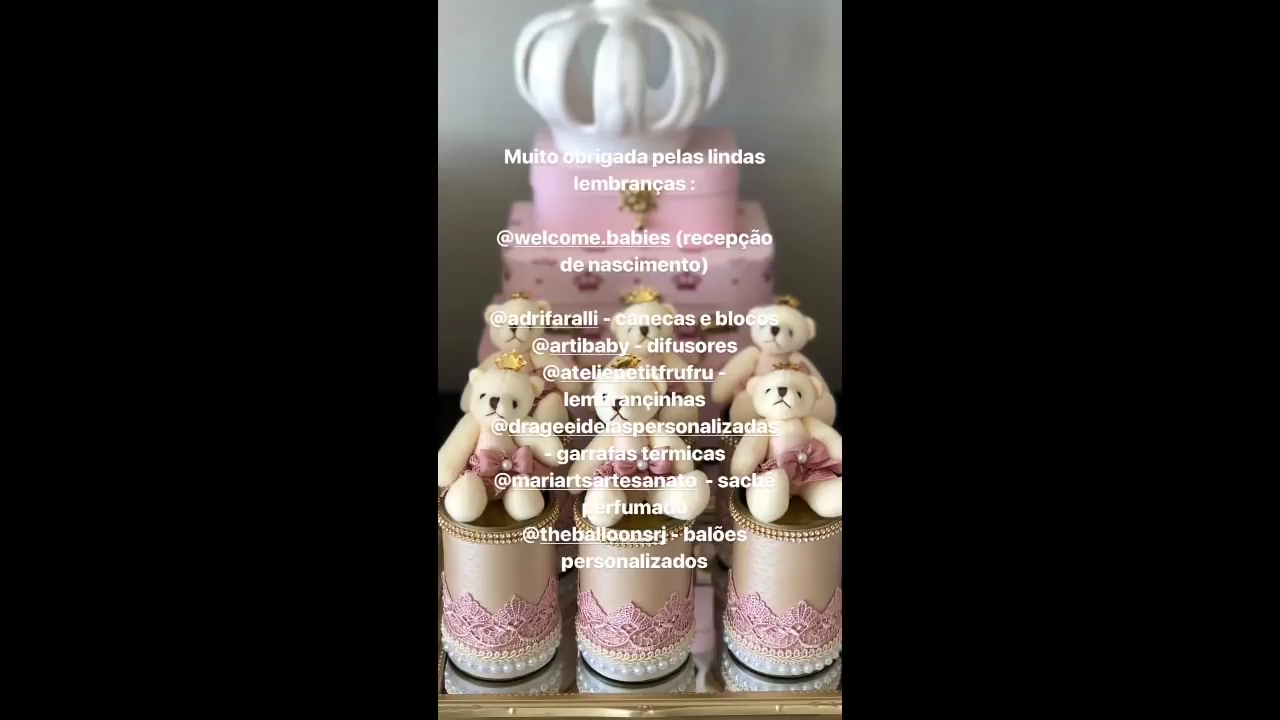 Muito obrigada pelas lindas
lembranças :
@welcome.babies (recepção
de nascimento)
@adrifaralli - canecas e blocos
@artibaby - difusores
@ateliepetitfrufru -
lembrançinhas
@drageeideiaspersonalizadas
- garrafas térmicas
@mariartsartesanato - sachê
perfumado
@theballoonsrj - balões
personalizados